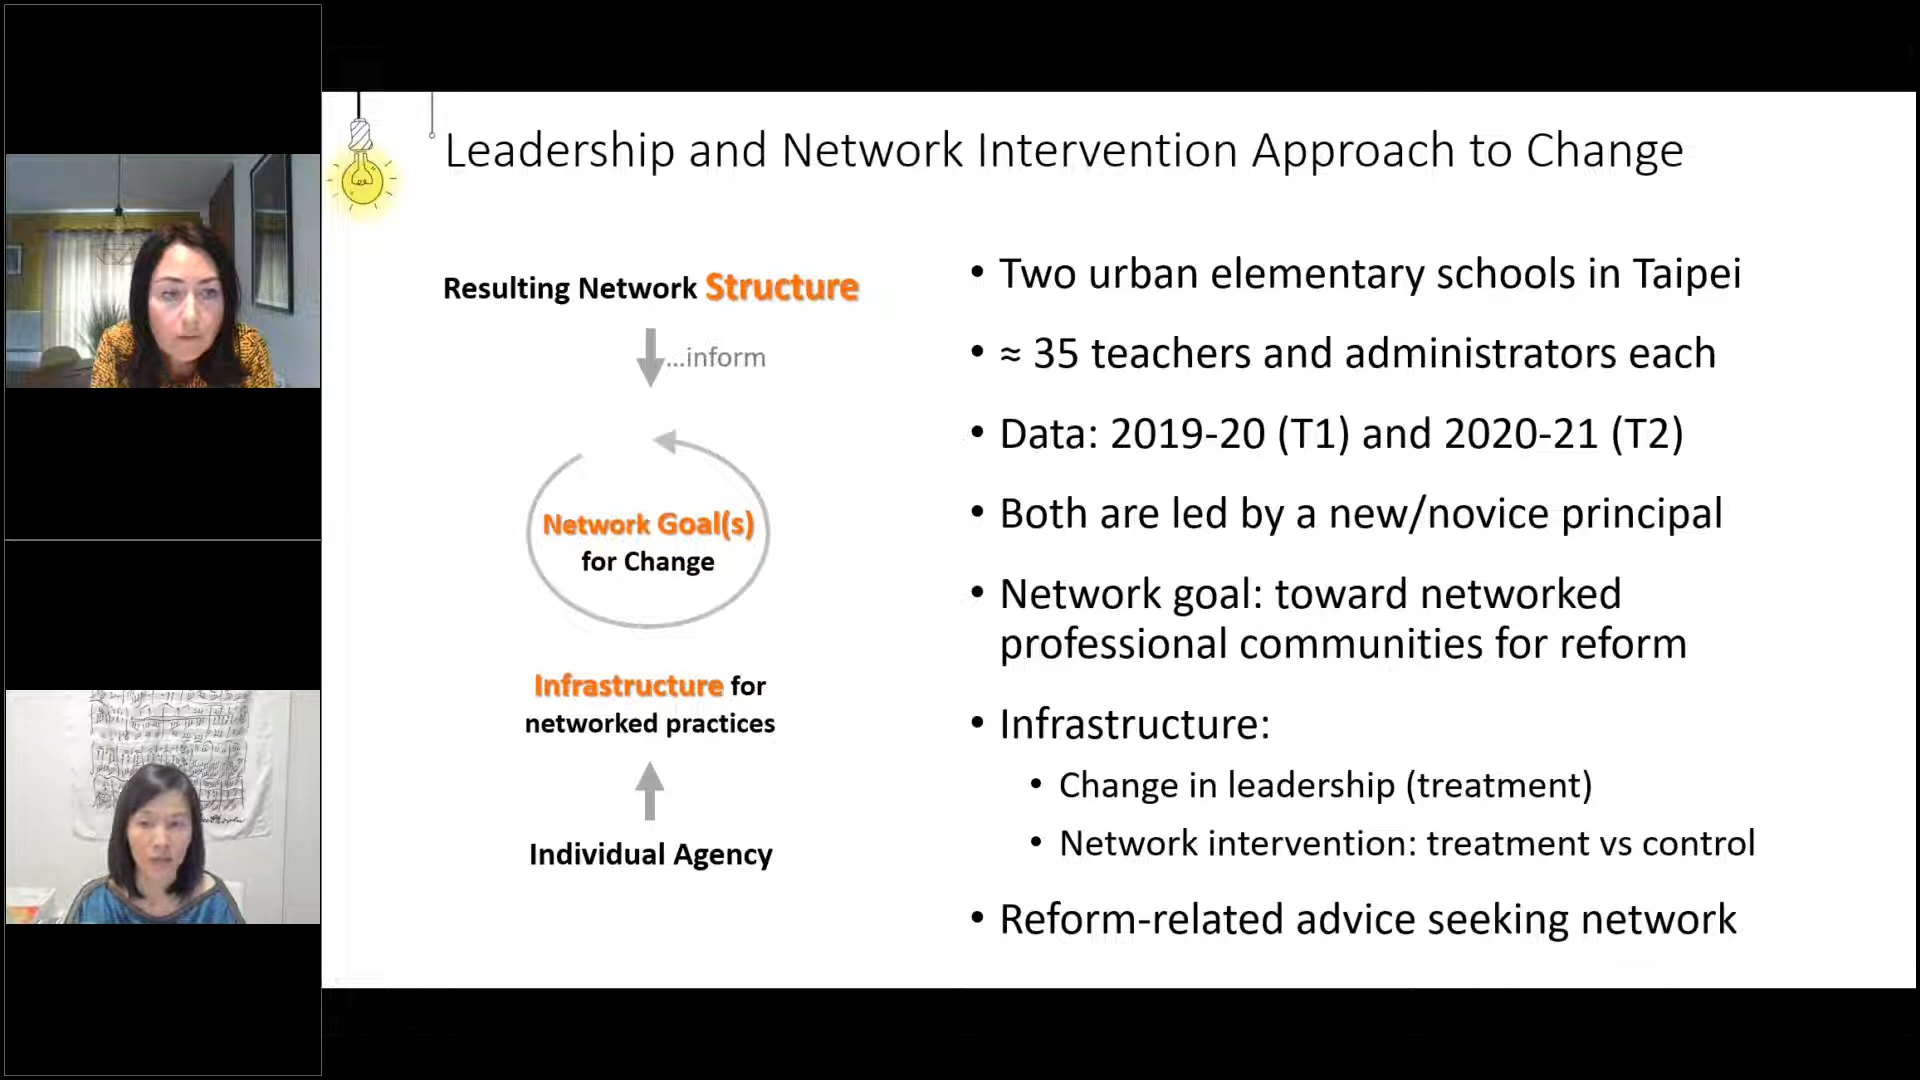 Leadership and Network Intervention Approach to Change
Resulting Network Structure
...inform
Network Goal(s)
for Change
Infrastructure for
networked practices
Individual Agency
• Two urban elementary schools in Taipei
• ≈ 35 teachers and administrators each
• Data: 2019-20 (T1) and 2020-21 (T2)
• Both are led by a new/novice principal
• Network goal: toward networked
professional communities for reform
• Infrastructure:
• Change in leadership (treatment)
• Network intervention: treatment vs control
• Reform-related advice seeking network